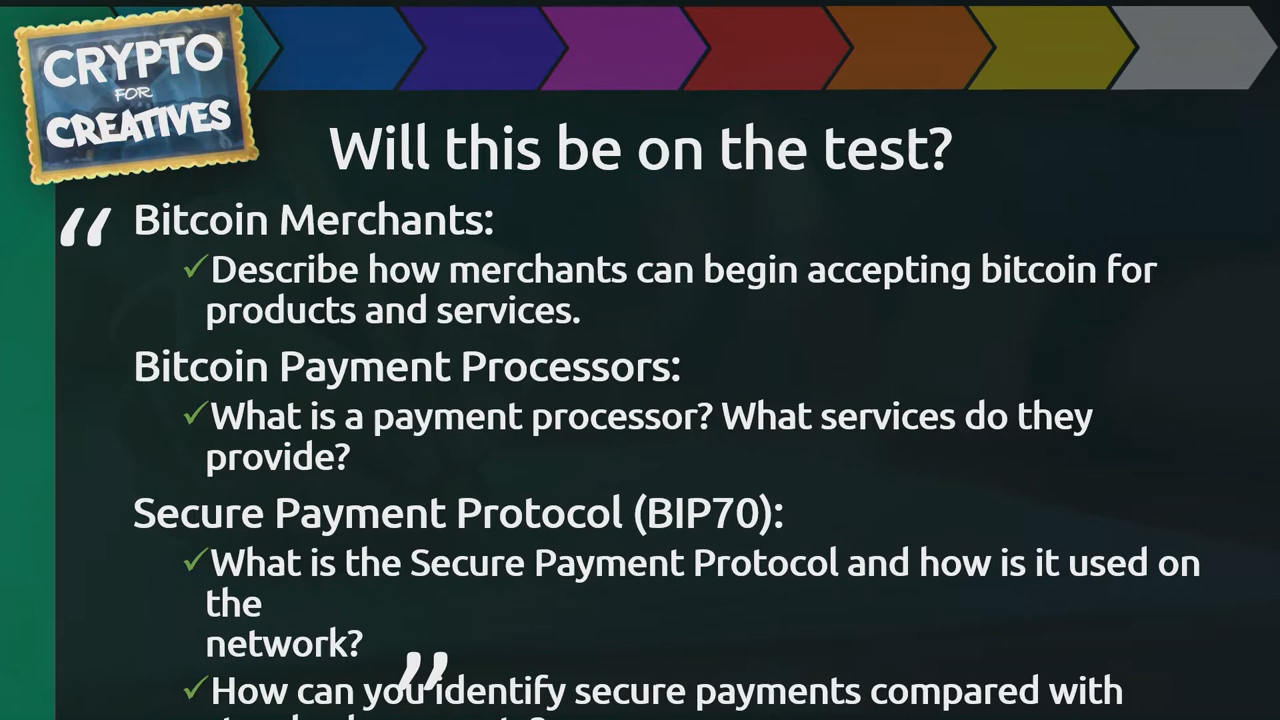 CRYPTO
FOR
CREATIVES
Will this be on the test?
“ Bitcoin Merchants:
✓Describe how merchants can begin accepting bitcoin for
products and services.
Bitcoin Payment Processors:
✓What is a payment processor? What services do they
provide?
Secure Payment Protocol (BIP70):
✓What is the Secure Payment Protocol and how is it used on
the
network?
”
✓How can you identify secure payments compared with